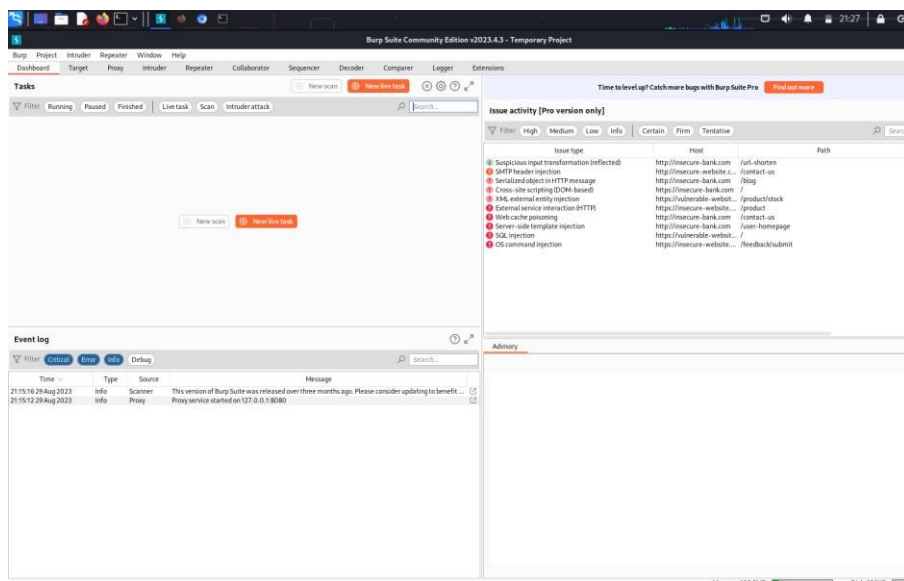 21:27
Burp Suite Community Edition v2023.4.3 - Temporary Project
Burp Project Intruder Repeater Window Help
Dashboard Target Proxy Intruder Repeater Collaborator Sequencer Decoder Comparer Logger Extensions
Tasks
New scan
New live task
Filter Running Paused Finished Live task Scan Intruder attack
Search...
New scan
New live task
Event log
Filter Critical Error Info Debug
Search...
Time Type Source Message
21:15:16 29 Aug 2023 Info Scanner This version of Burp Suite was released over three months ago. Please consider updating to benefit ...
21:15:12 29 Aug 2023 Info Proxy Proxy service started on 127.0.0.1:8080
Time to level up? Catch more bugs with Burp Suite Pro Find out more
Issue activity [Pro version only]
Filter High Medium Low Info Certain Firm Tentative
Issue type Host Path
Suspicious input transformation (reflected) http://insecure-bank.com /url-shorten
SMTP header injection http://insecure-website.c... /contact-us
Serialized object in HTTP message http://insecure-bank.com /blog
Cross-site scripting (DOM-based) https://insecure-bank.com /
XML external entity injection https://vulnerable-websit... /product/stock
External service interaction (HTTP) https://insecure-website.... /product
Web cache poisoning http://insecure-bank.com /contact-us
Server-side template injection http://insecure-bank.com /user-homepage
SQL injection https://vulnerable-websit... /
OS command injection https://insecure-website.... /feedback/submit
Advisory